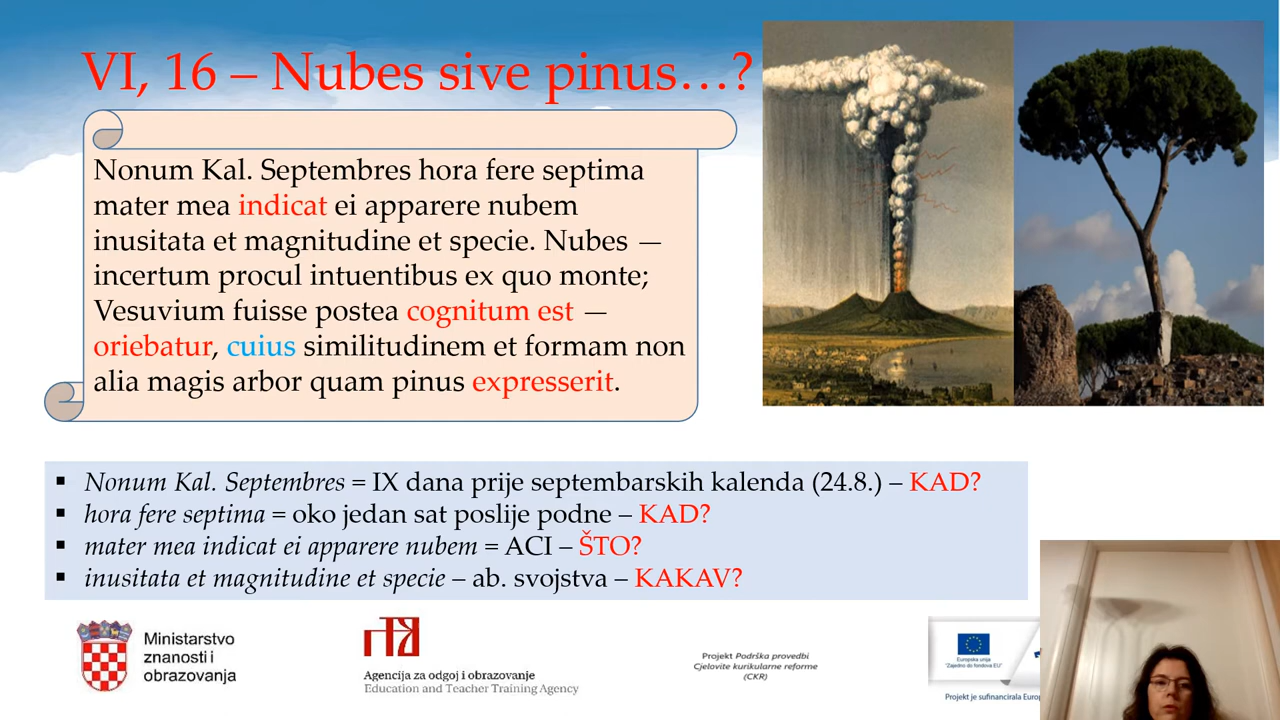 VI, 16 – Nubes sive pinus…?
Nonum Kal. Septembres hora fere septima
mater mea indicat ei apparere nubem
inusitata et magnitudine et specie. Nubes —
incertum procul intuentibus ex quo monte;
Vesuvium fuisse postea cognitum est —
oriebatur, cuius similitudinem et formam non
alia magis arbor quam pinus expresserit.
▪ Nonum Kal. Septembres = IX dana prije septembarskih kalenda (24.8.) – KAD?
▪ hora fere septima = oko jedan sat poslije podne – KAD?
▪ mater mea indicat ei apparere nubem = ACI – ŠTO?
▪ inusitata et magnitudine et specie – ab. svojstva – KAKAV?
Ministarstvo
znanosti i
obrazovanja
Agencija za odgoj i obrazovanje
Education and Teacher Training Agency
Projekt Podrška provedbi
Cjelovite kurikularne reforme
(CKR)
Europska unija
"Zajedno do fondova EU"
Projekt je sufinancirala